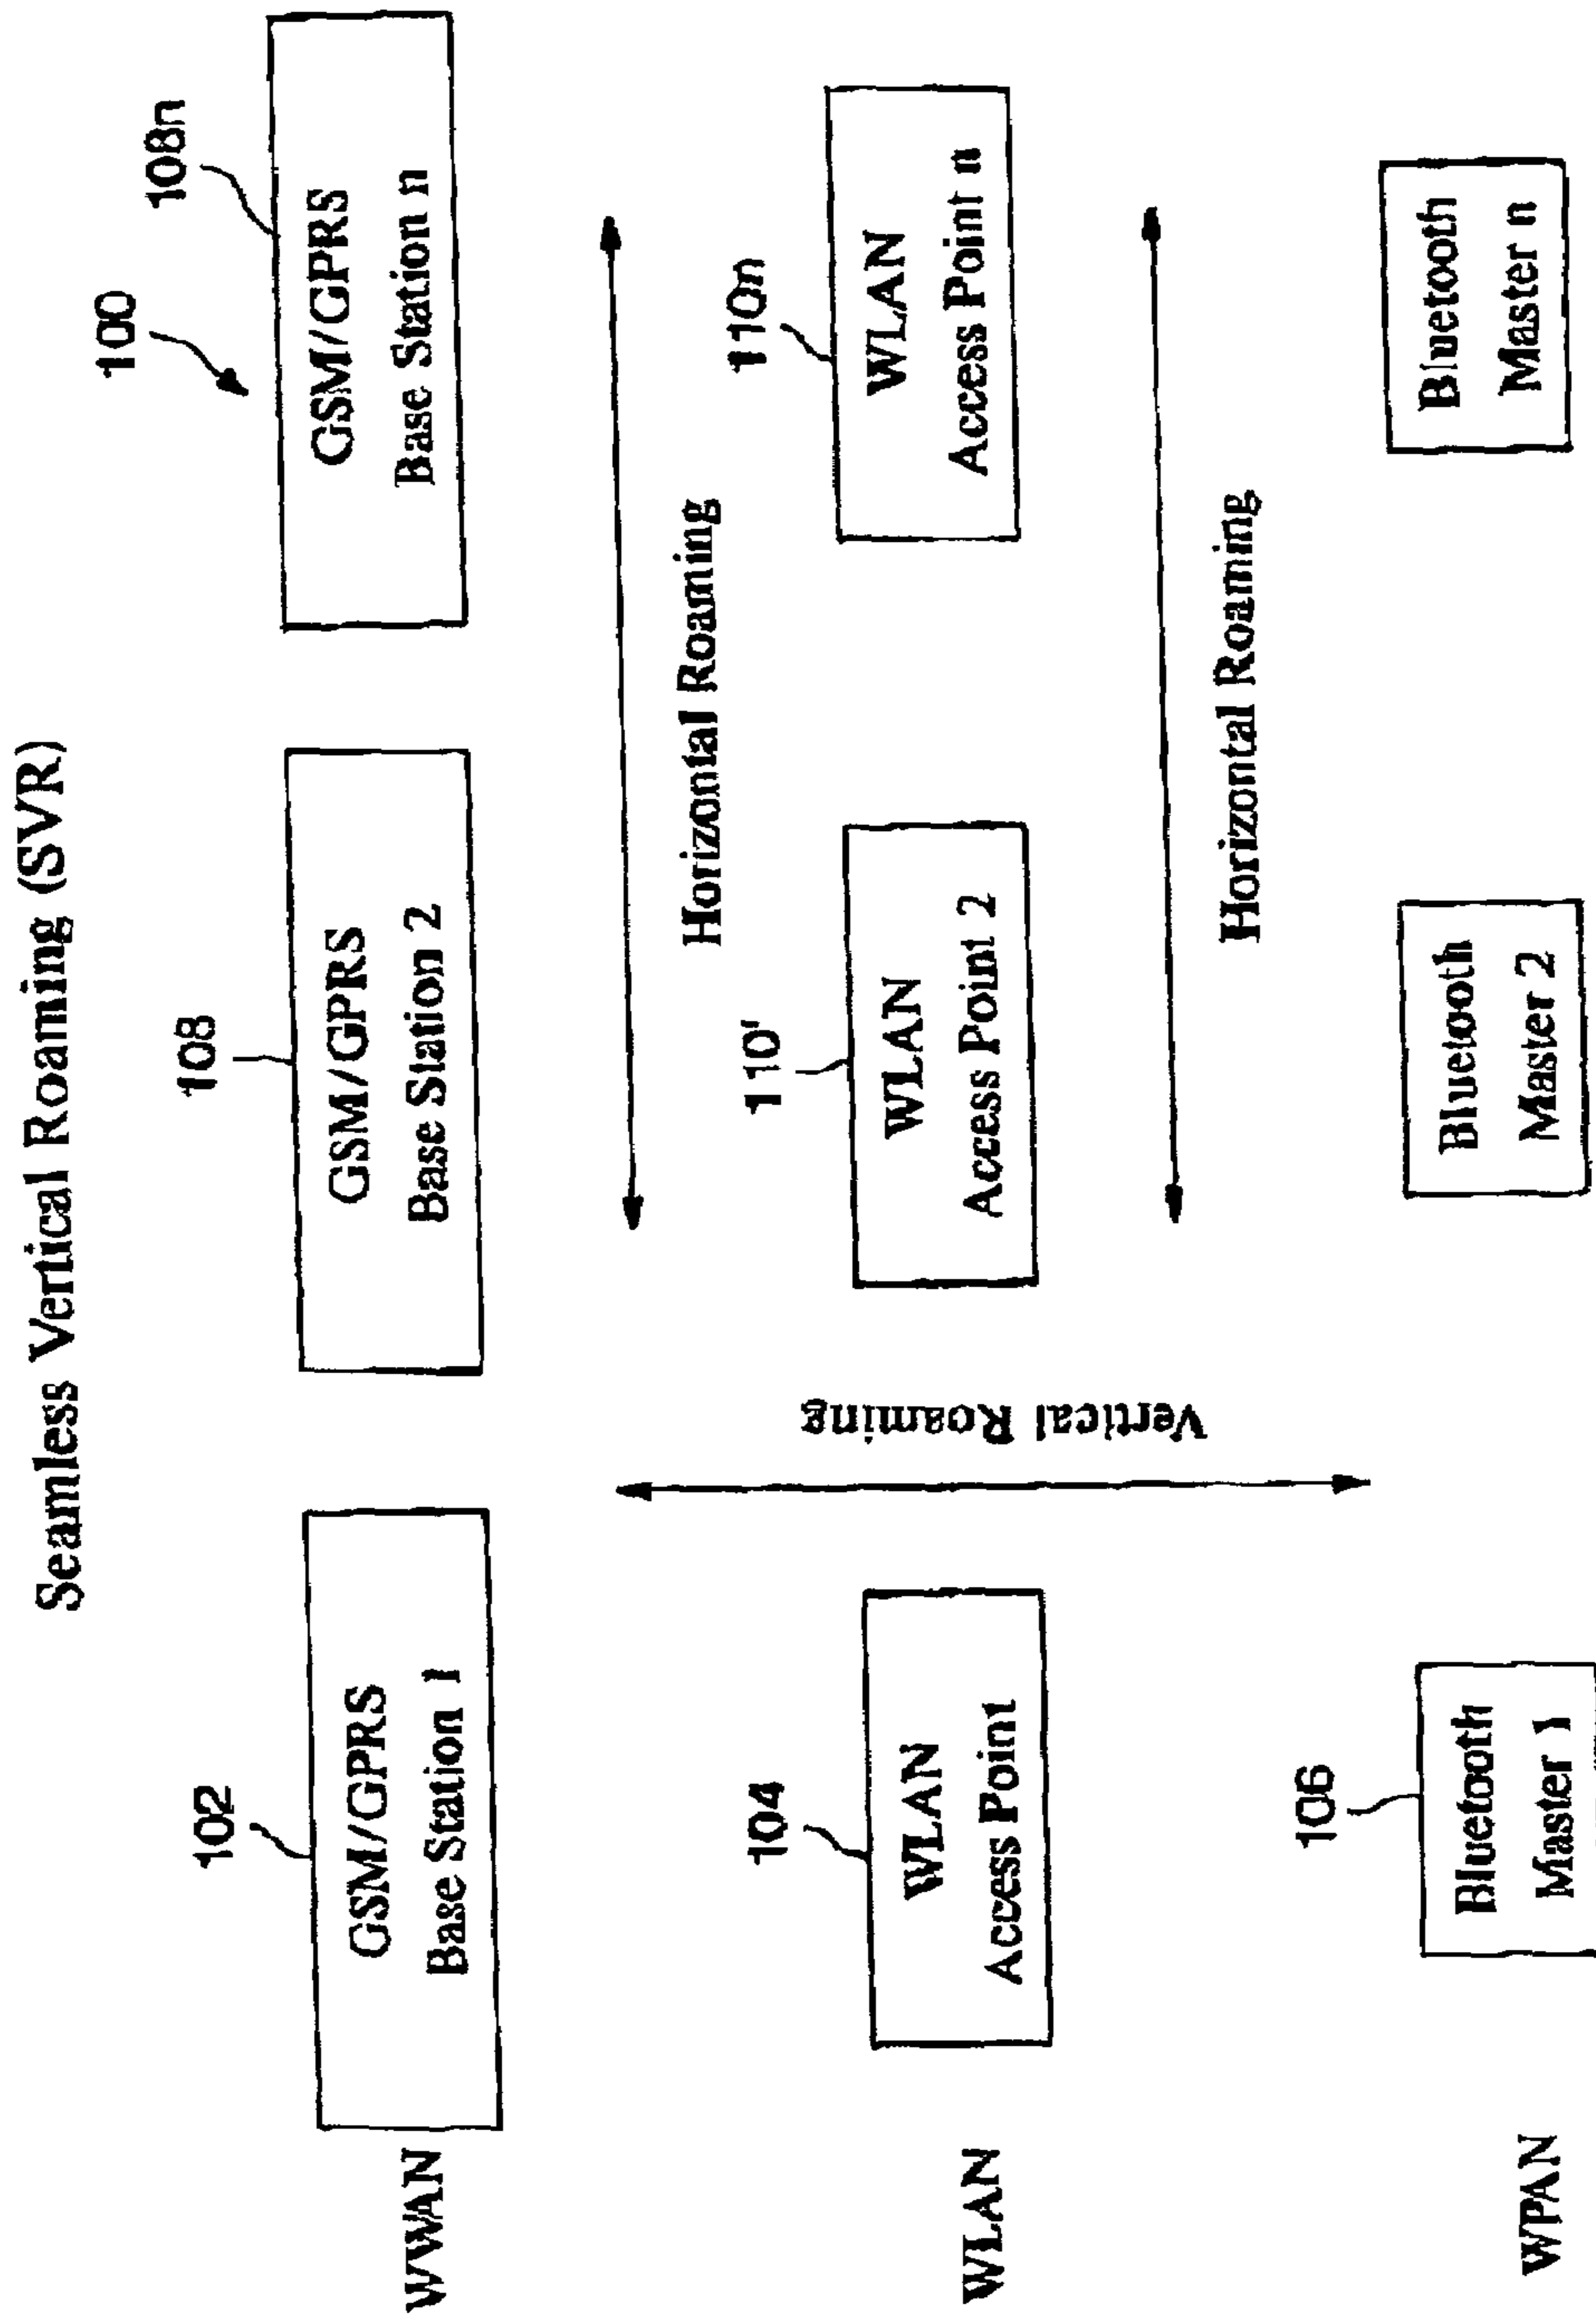 Seamless Vertical Roaming (SVR)
100
102
108
108n
WWAN
GSM/GPRS
Base Station 1
GSM/GPRS
Base Station 2
GSM/GPRS
Base Station n
Horizontal Roaming
Vertical Roaming
104
110'
110n
WLAN
WLAN
Access Point
WLAN
Access Point 2
WLAN
Access Point n
Horizontal Roaming
106
WPAN
Bluetooth
Master 1
Bluetooth
Master 2
Bluetooth
Master n